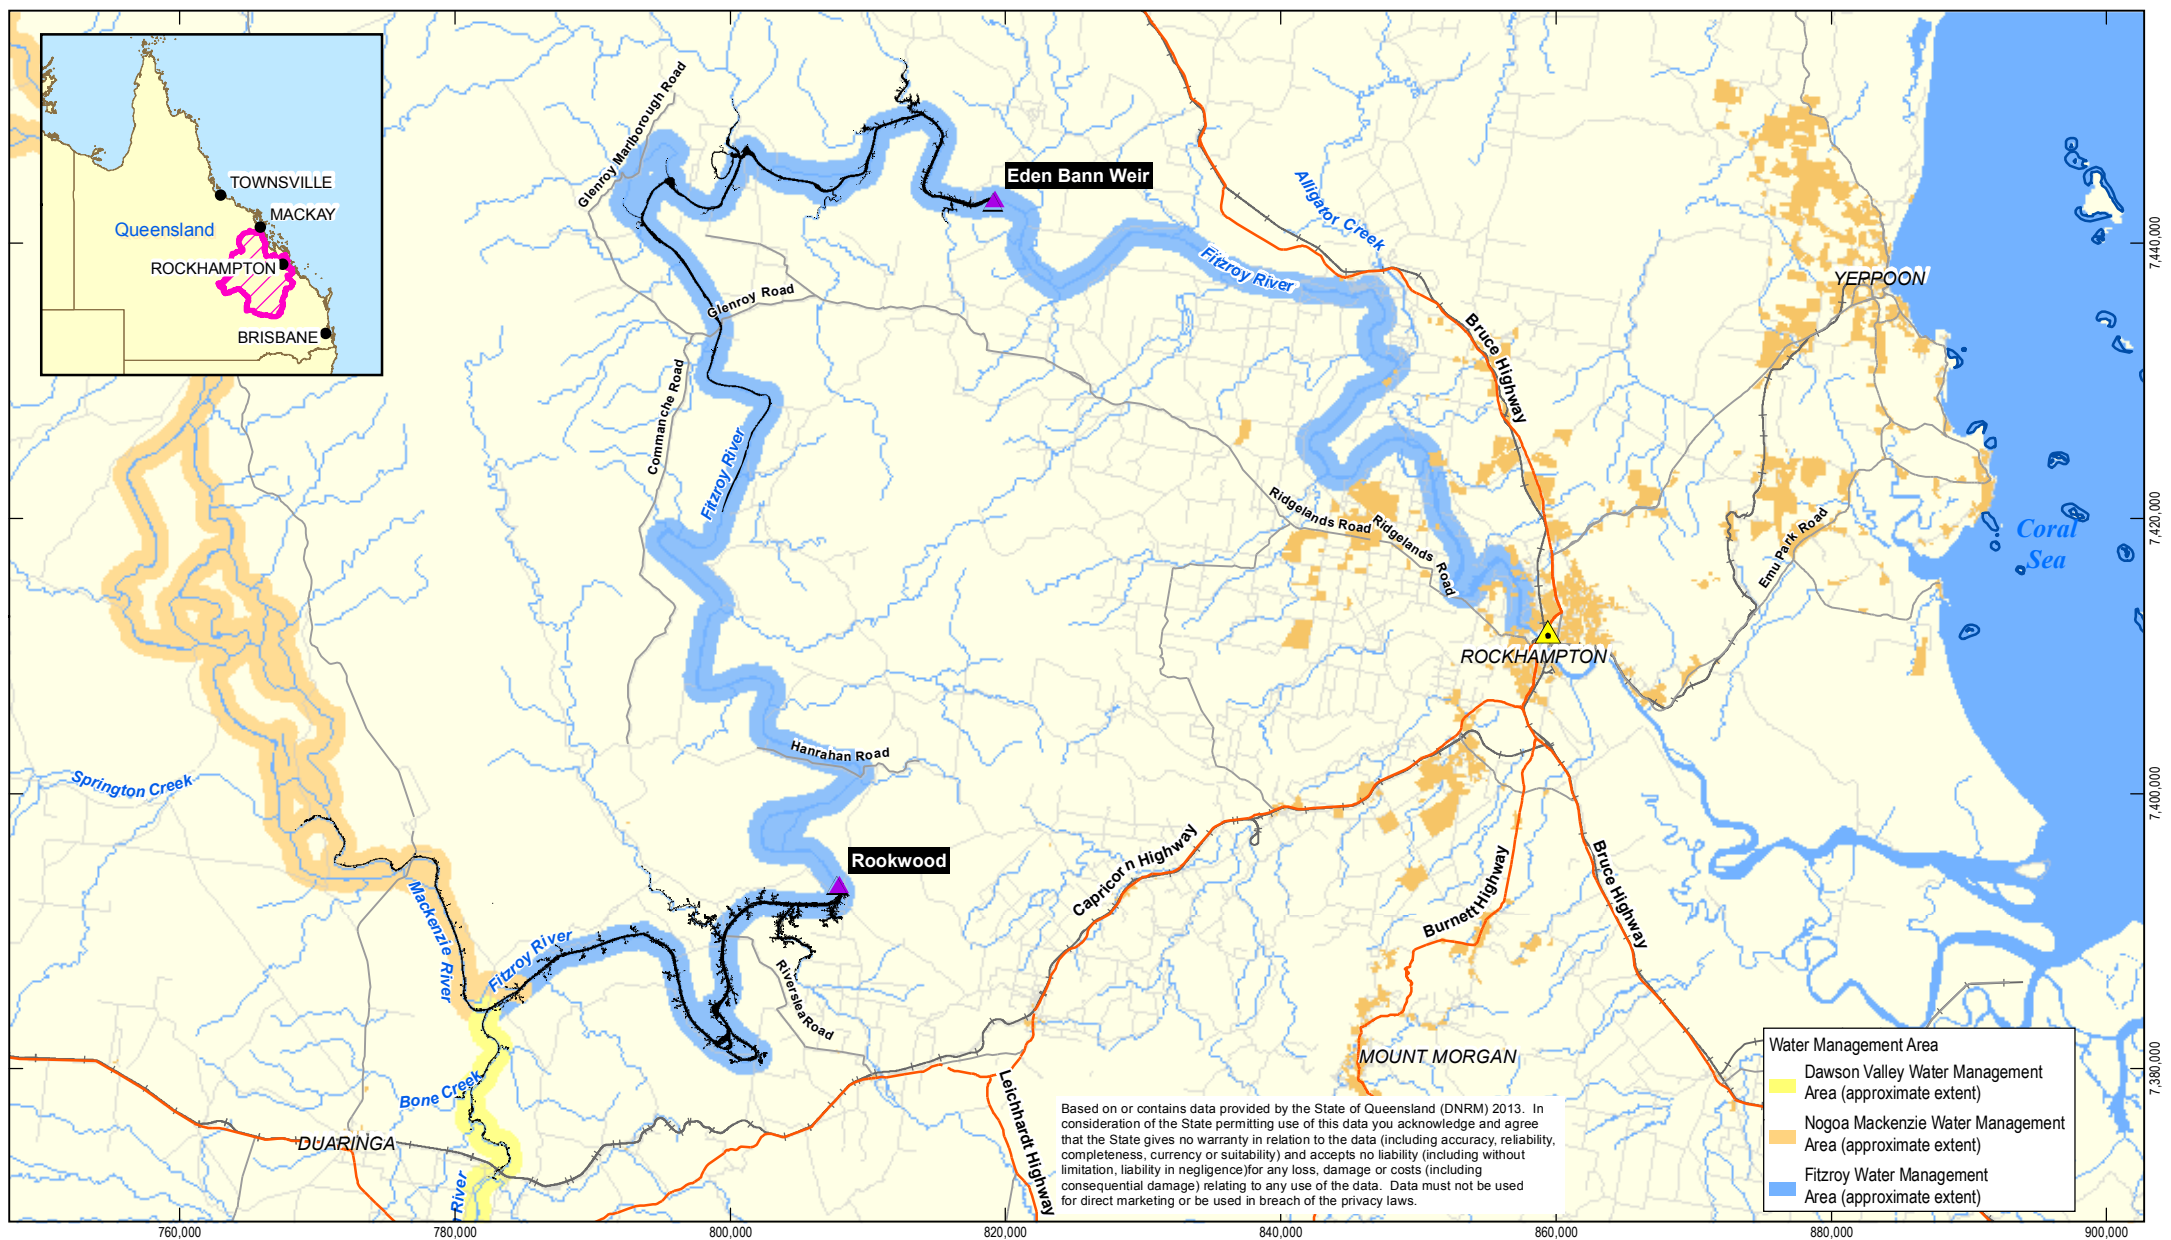 TOWNSVILLE
MACKAY
Queensland
ROCKHAMPTON
BRISBANE
Glenroy Marlborough Road
Eden Bann Weir
Alligator Creek
Fitzroy River
YEPPOON
Glenroy Road
Bruce Highway
Commanche Road
Fitzroy River
Ridgelands Road
Ridgelands
Road
Emu Park Road
Coral
Sea
ROCKHAMPTON
Hanrahan Road
Springton Creek
Capricorn Highway
Rookwood
Burnett Highway
Bruce Highway
Mackenzie River
Fitzroy River
Riverslea Road
Bone Creek
DUARINGA
River
Leichhardt Highway
MOUNT MORGAN
Based on or contains data provided by the State of Queensland (DNRM) 2013. In
consideration of the State permitting use of this data you acknowledge and agree
that the State gives no warranty in relation to the data (including accuracy, reliability,
completeness, currency or suitability) and accepts no liability (including without
limitation, liability in negligence)for any loss, damage or costs (including
consequential damage) relating to any use of the data. Data must not be used
for direct marketing or be used in breach of the privacy laws.
Water Management Area
Dawson Valley Water Management
Area (approximate extent)
Nogoa Mackenzie Water Management
Area (approximate extent)
Fitzroy Water Management
Area (approximate extent)
7,440,000
7,420,000
7,400,000
7,380,000
760,000
780,000
800,000
820,000
840,000
860,000
880,000
900,000